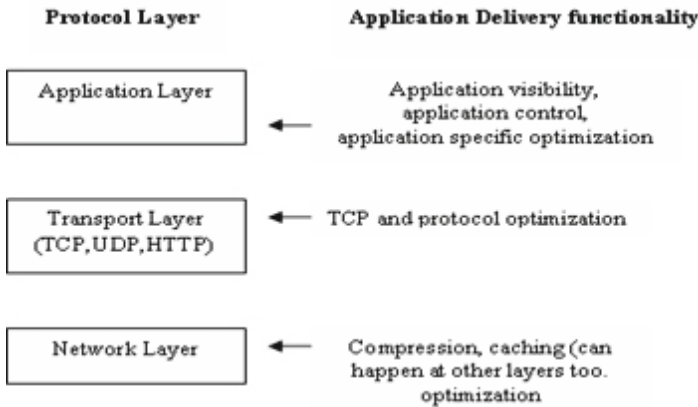 Protocol Layer
Application Delivery functionality
Application Layer
Application visibility,
application control,
application specific optimization
Transport Layer
(TCP,UDP,HTTP)
TCP and protocol optimization
Network Layer
Compression, caching (can
happen at other layers too.
optimization